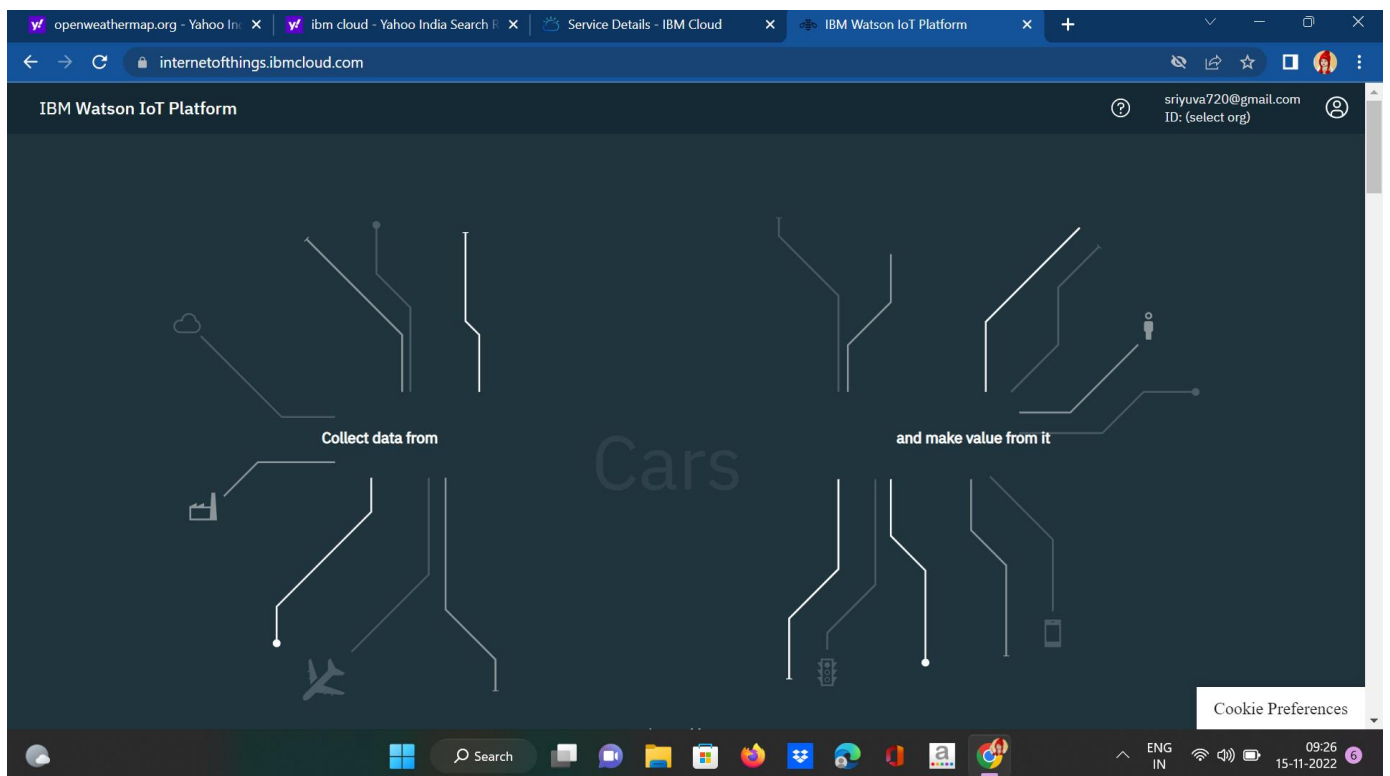 openweathermap.org - Yahoo In
ibm cloud - Yahoo India Search R
Service Details - IBM Cloud
IBM Watson IoT Platform
internetofthings.ibmcloud.com
IBM Watson IoT Platform
sriyuva720@gmail.com
ID: (select org)
Collect data from
Cars
and make value from it
Cookie Preferences
Search
ENG
IN
09:26
15-11-2022
6